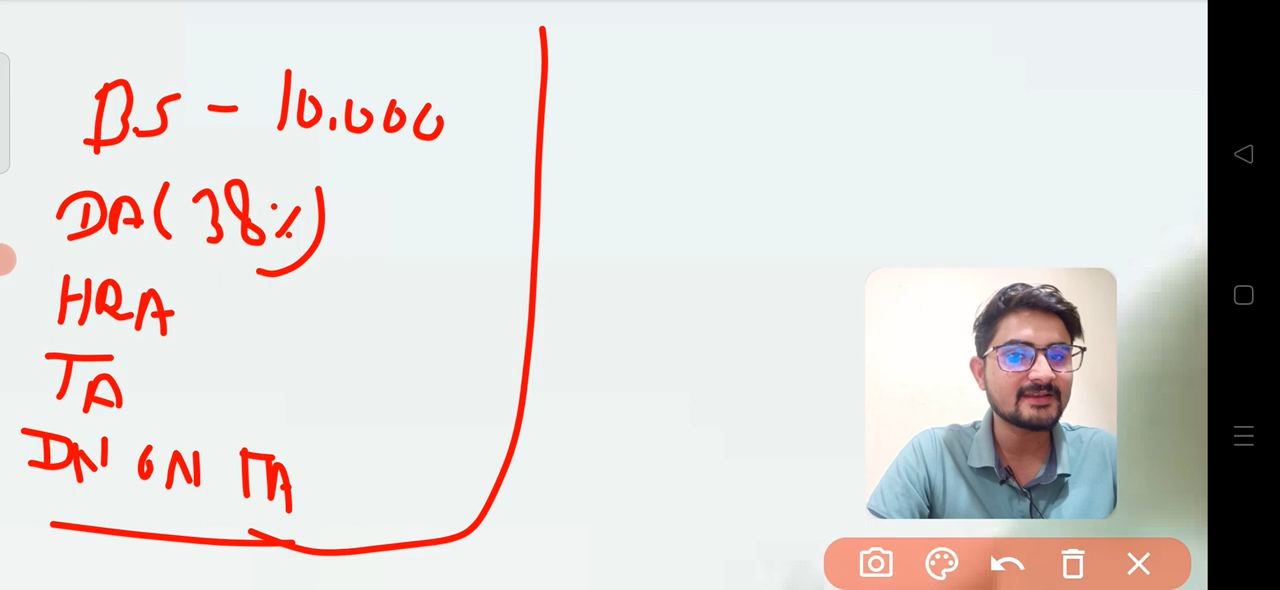 BS - 10.000
DA (38%)
HRA
TA
DA ON TA